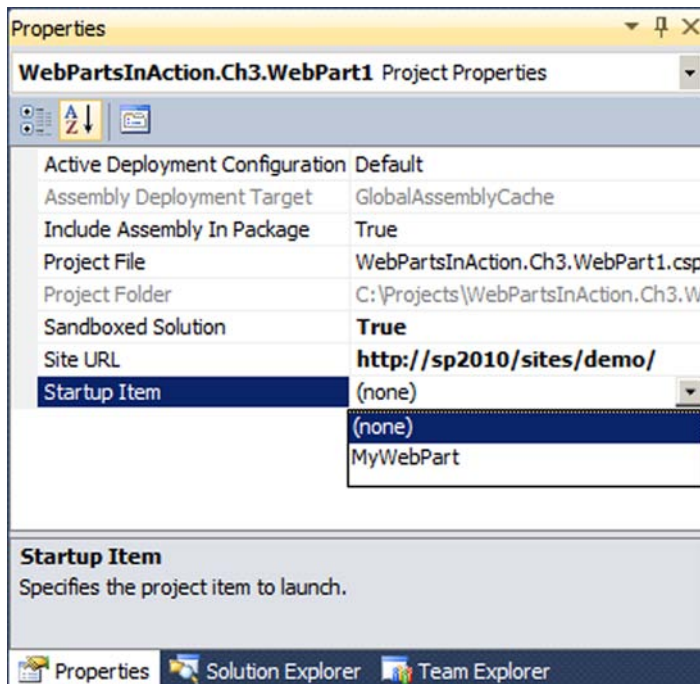 Properties
WebPartsInAction.Ch3.WebPart1 Project Properties
Active Deployment Configuration Default
Assembly Deployment Target GlobalAssemblyCache
Include Assembly In Package True
Project File WebPartsInAction.Ch3.WebPart1.csp
Project Folder C:\Projects\WebPartsInAction.Ch3.W
Sandboxed Solution True
Site URL http://sp2010/sites/demo/
Startup Item (none)
(none)
MyWebPart
Startup Item
Specifies the project item to launch.
Properties Solution Explorer Team Explorer